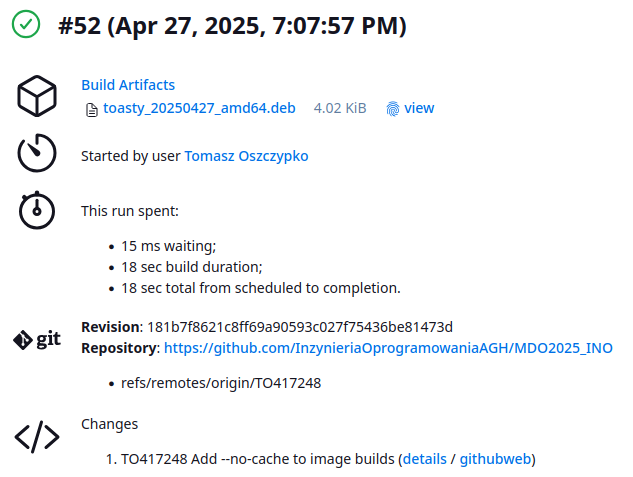 #52 (Apr 27, 2025, 7:07:57 PM)
Build Artifacts
toasty_20250427_amd64.deb 4.02 KiB view
Started by user Tomasz Oszczypko
This run spent:
• 15 ms waiting;
• 18 sec build duration;
• 18 sec total from scheduled to completion.
git
Revision: 181b7f8621c8ff69a90593c027f75436be81473d
Repository: https://github.com/InzynieriaOprogramowaniaAGH/MDO2025_INO
• refs/remotes/origin/TO417248
Changes
1. TO417248 Add --no-cache to image builds (details / githubweb)